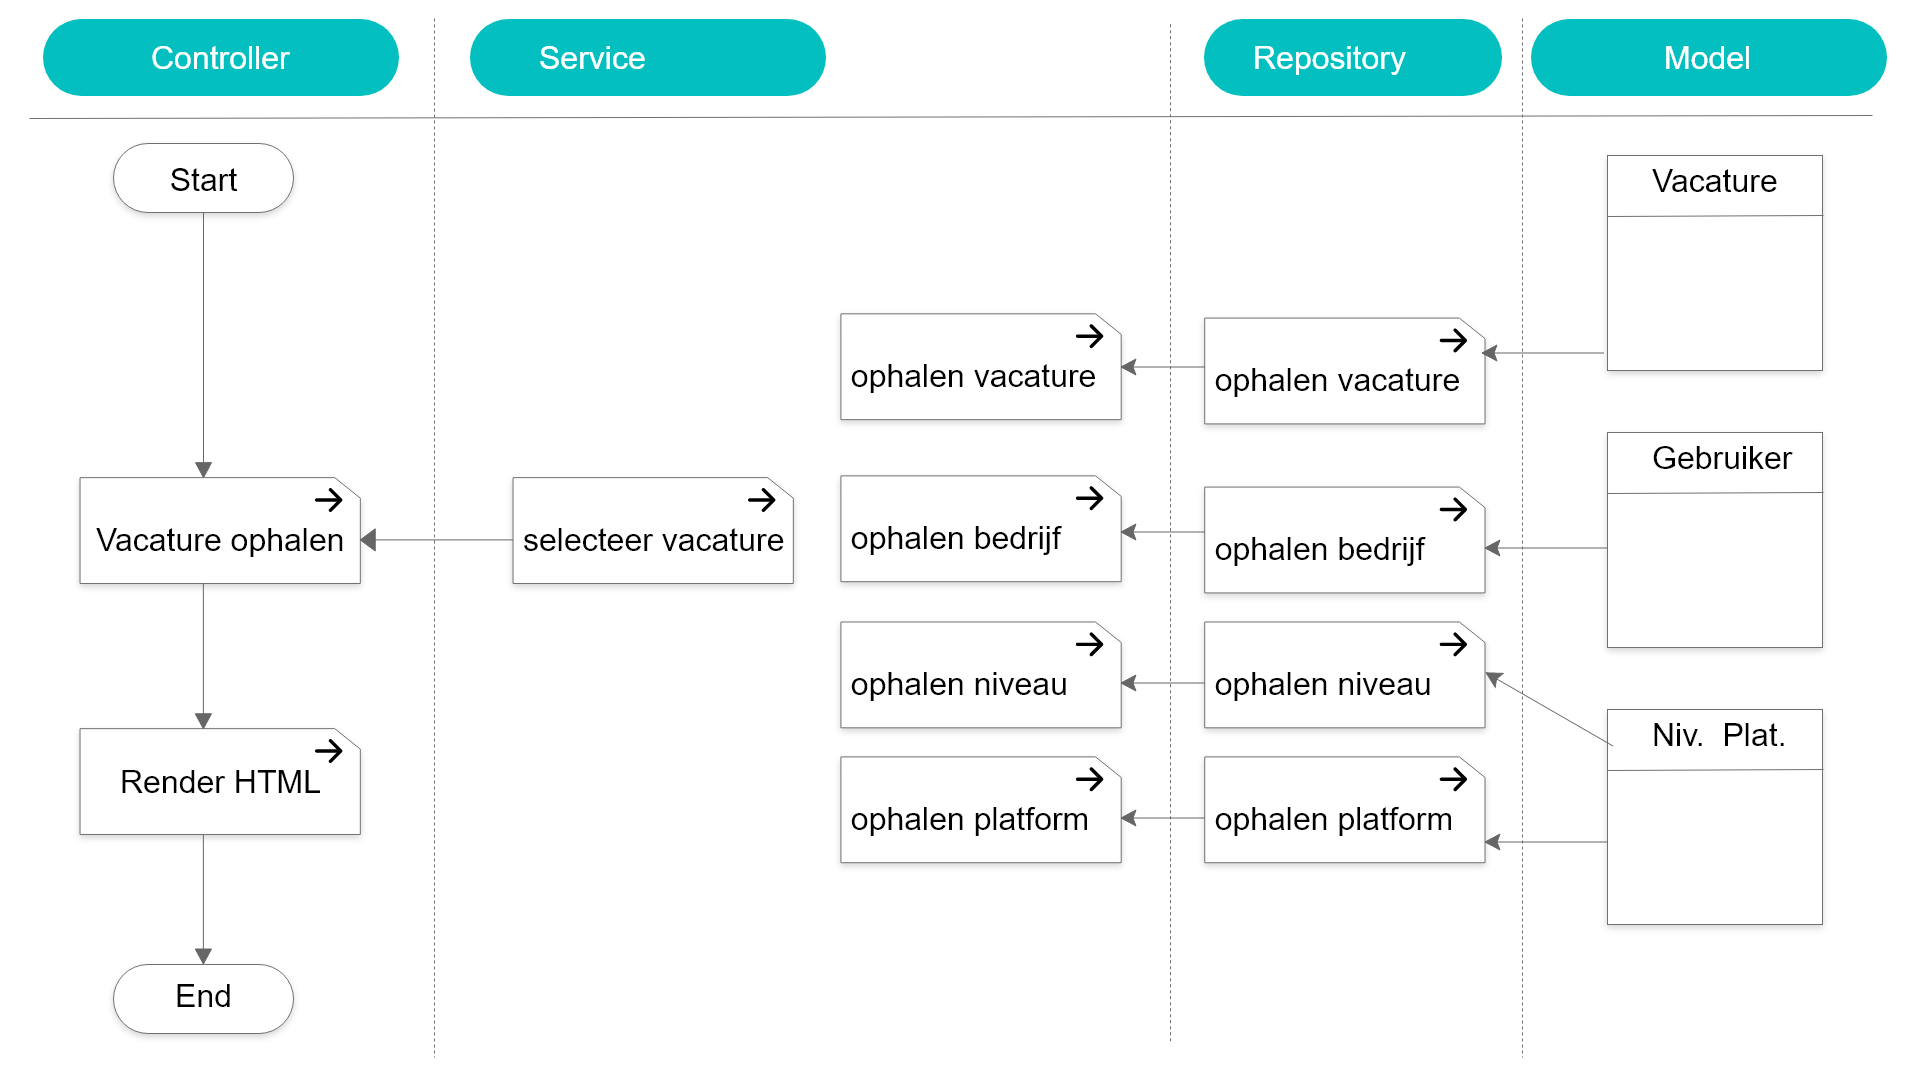 Controller
Service
Repository
Model
Start
Vacature ophalen
Render HTML
End
selecteer vacature
ophalen vacature
ophalen bedrijf
ophalen niveau
ophalen platform
ophalen vacature
ophalen bedrijf
ophalen niveau
ophalen platform
Vacature
Gebruiker
Niv. Plat.